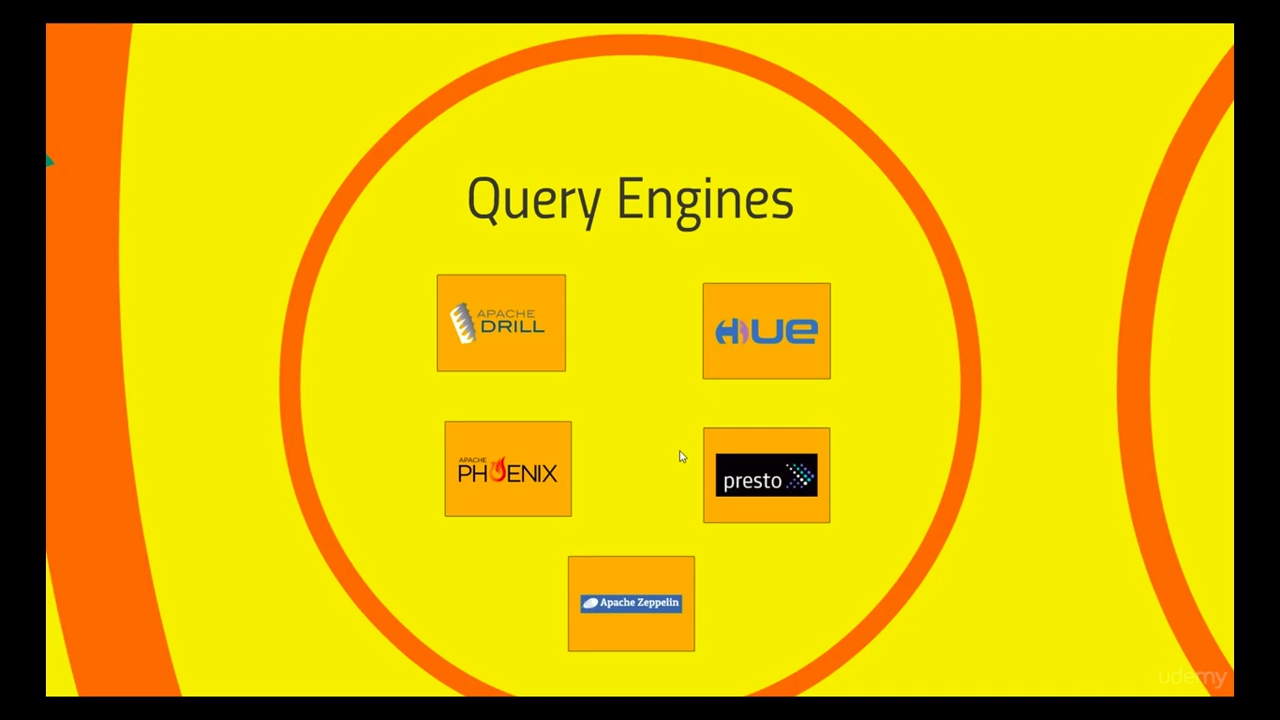 Query Engines
APACHE
DRILL
HUE
APACHE
PHOENIX
presto
Apache Zeppelin
udemy